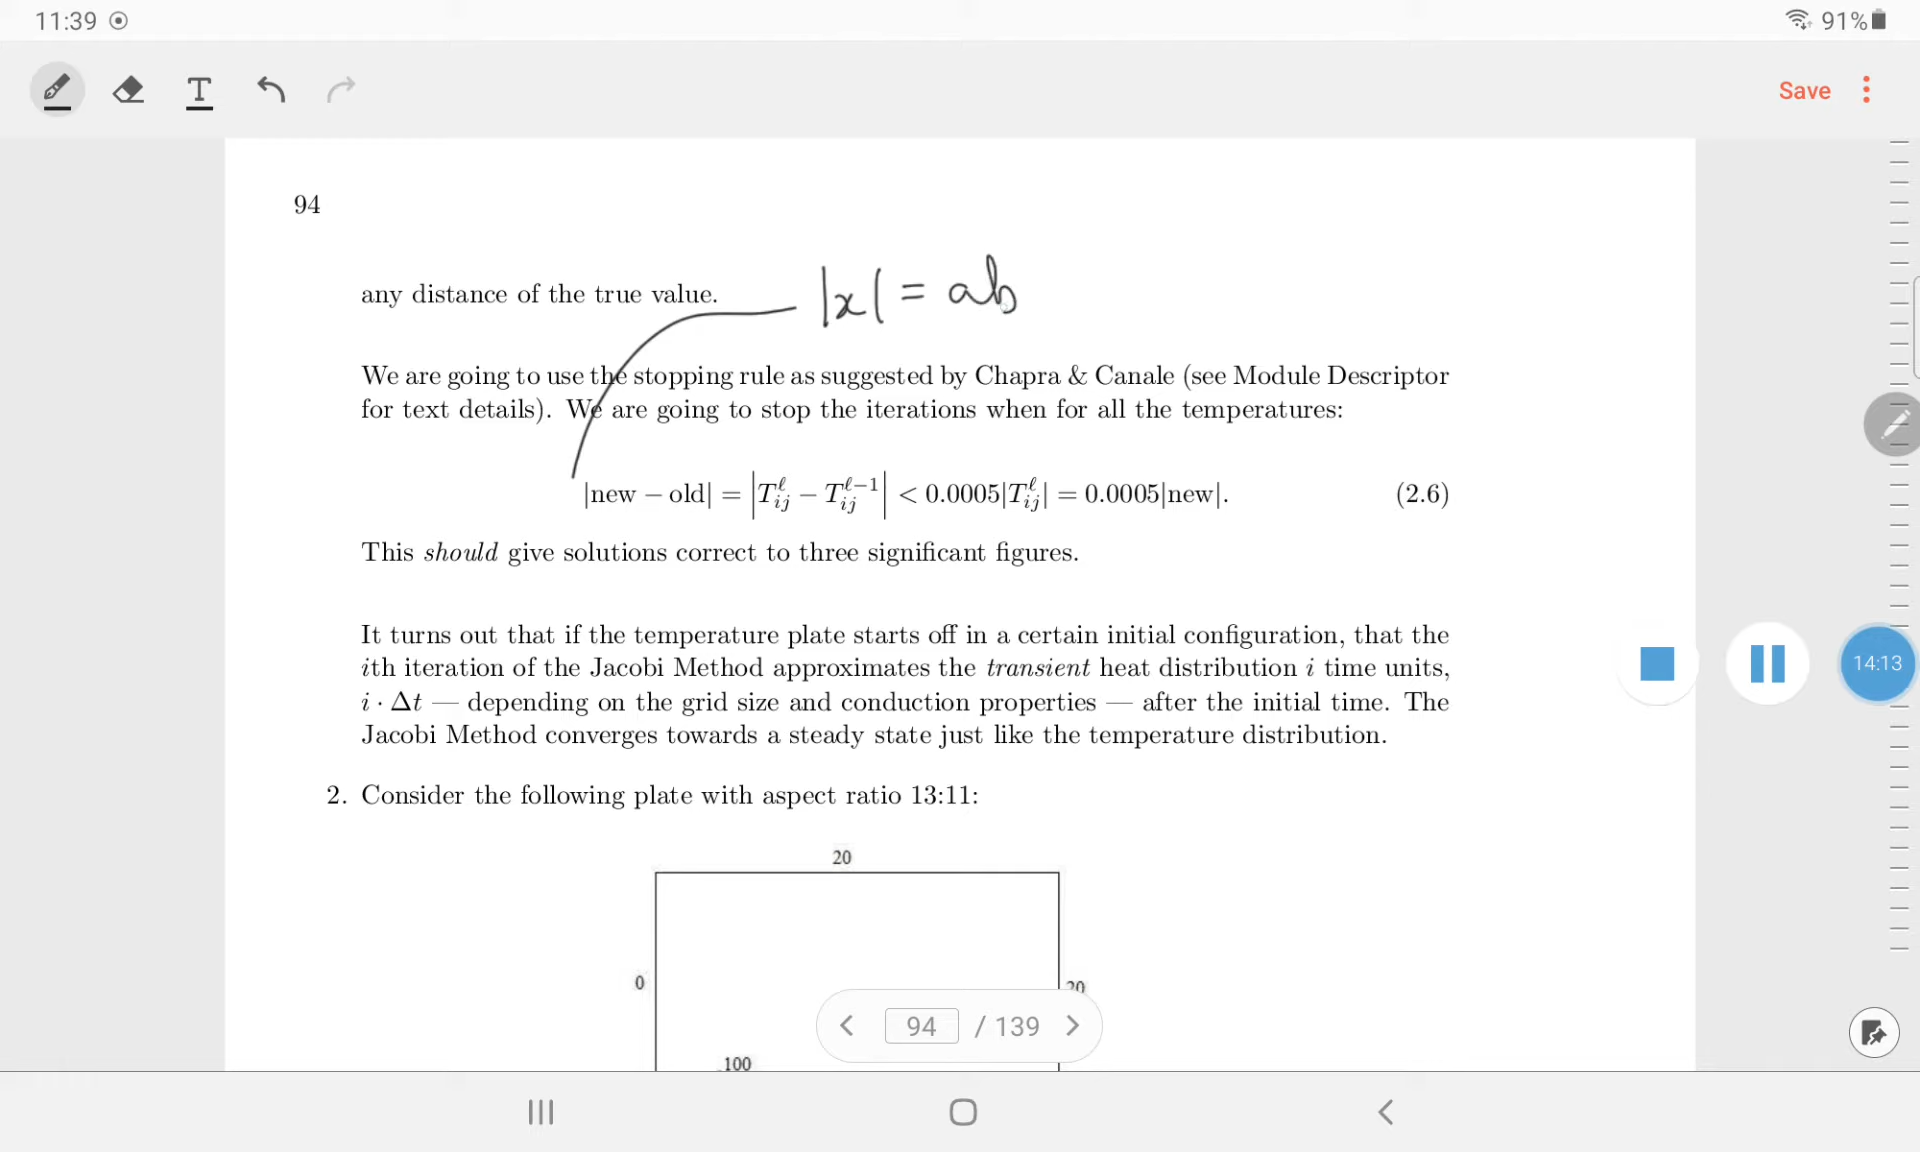 11:39
91%
Save
94
|x| = ab
any distance of the true value.
We are going to use the stopping rule as suggested by Chapra & Canale (see Module Descriptor
for text details). We are going to stop the iterations when for all the temperatures:
|new − old| = |T_{ij}^{ℓ} − T_{ij}^{ℓ−1}| < 0.0005|T_{ij}^{ℓ}| = 0.0005|new|. (2.6)
This should give solutions correct to three significant figures.
It turns out that if the temperature plate starts off in a certain initial configuration, that the
ith iteration of the Jacobi Method approximates the transient heat distribution i time units,
i · Δt — depending on the grid size and conduction properties — after the initial time. The
Jacobi Method converges towards a steady state just like the temperature distribution.
14:13
2. Consider the following plate with aspect ratio 13:11:
20
0
20
94 / 139
100